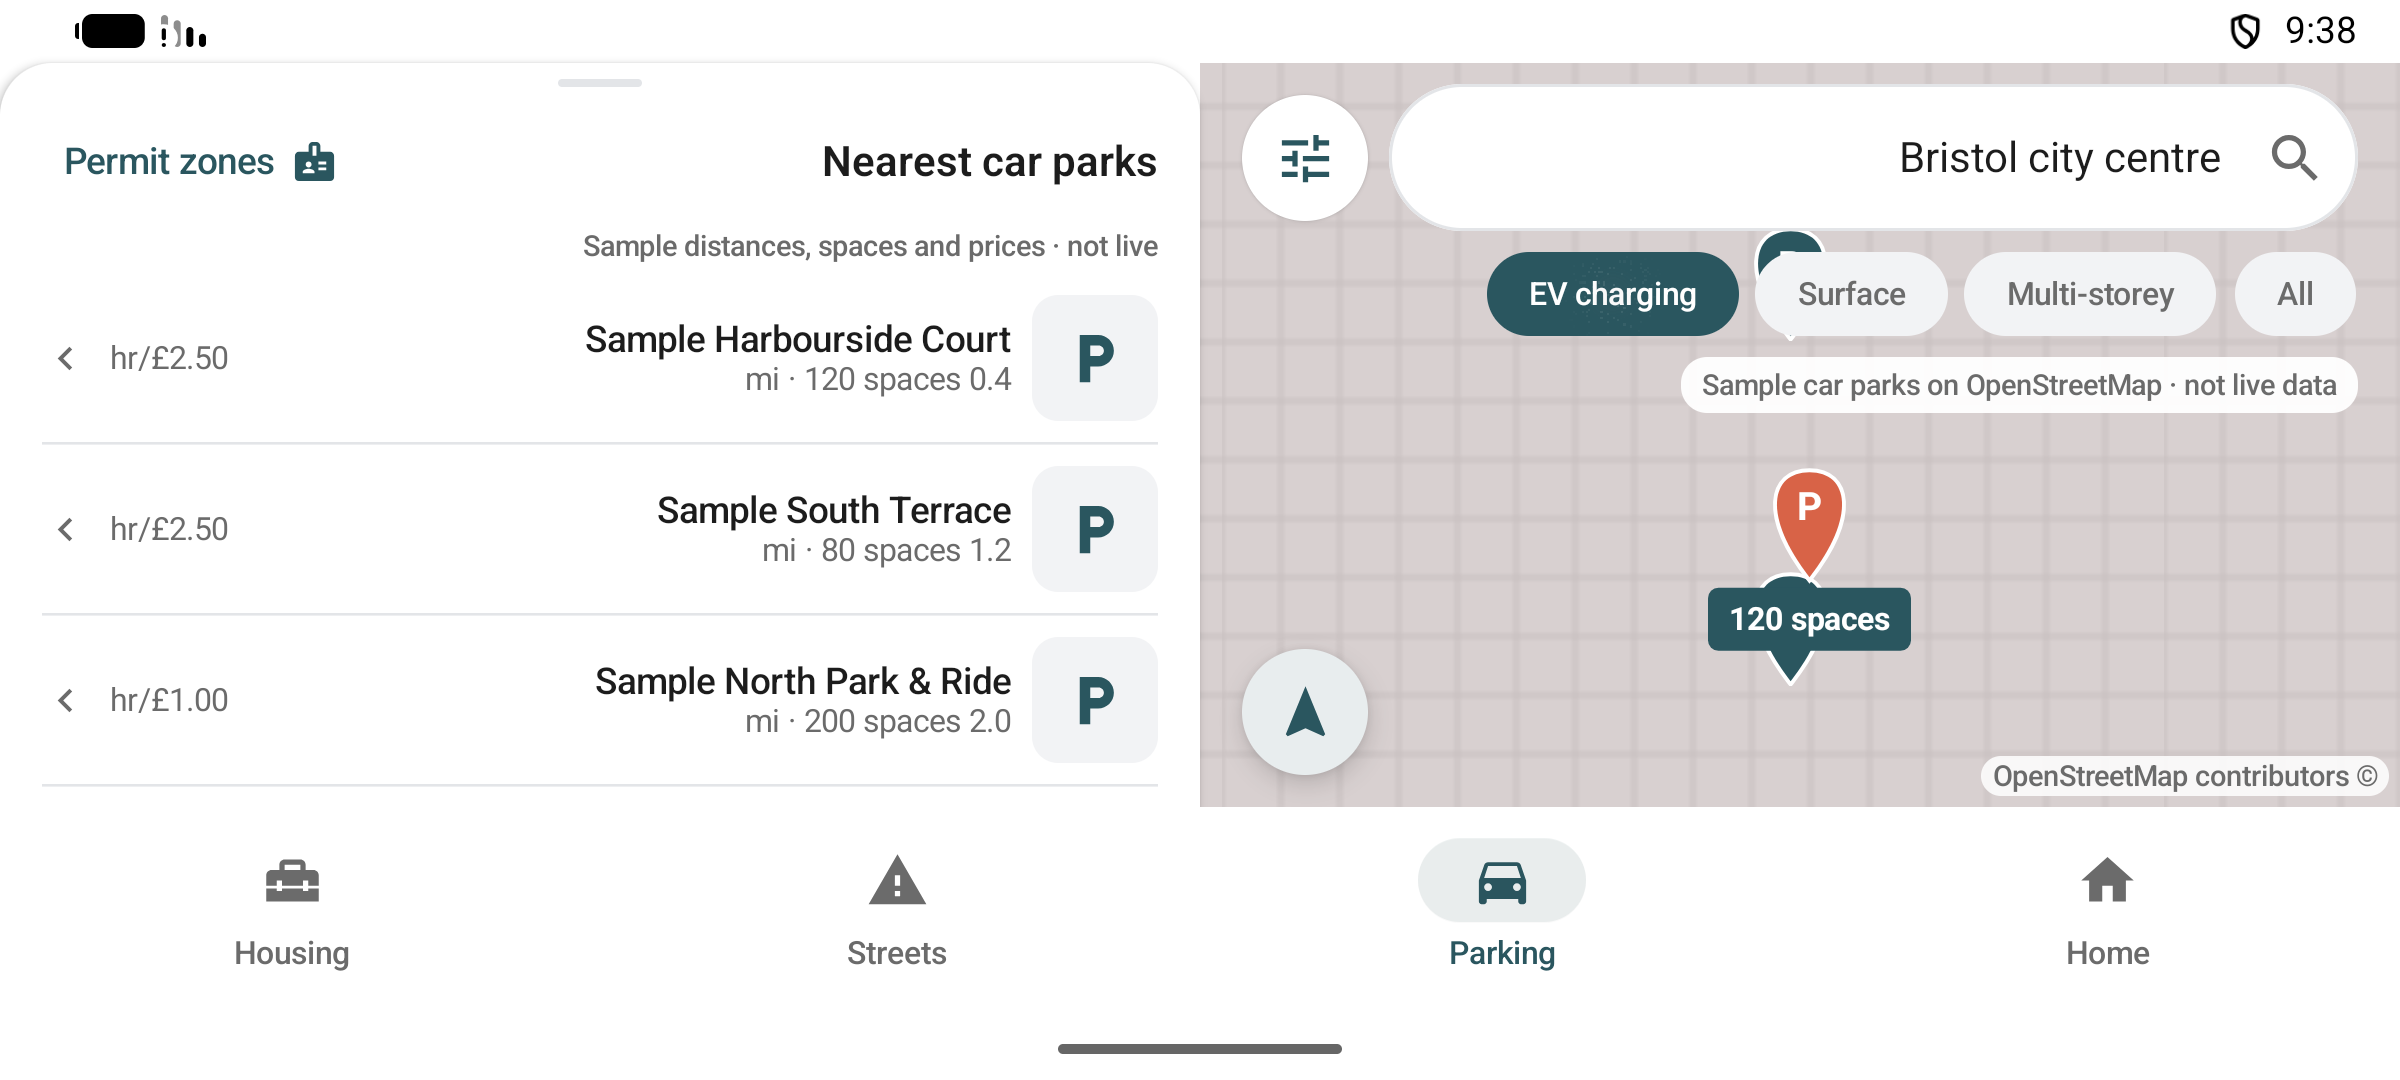 9:38
Permit zones
Nearest car parks
Sample distances, spaces and prices · not live
Sample Harbourside Court
mi · 120 spaces 0.4
hr/£2.50
P
Sample South Terrace
mi · 80 spaces 1.2
hr/£2.50
P
Sample North Park & Ride
mi · 200 spaces 2.0
hr/£1.00
P
Bristol city centre
EV charging
Surface
Multi-storey
All
Sample car parks on OpenStreetMap · not live data
P
120 spaces
OpenStreetMap contributors ©
Housing
Streets
Parking
Home